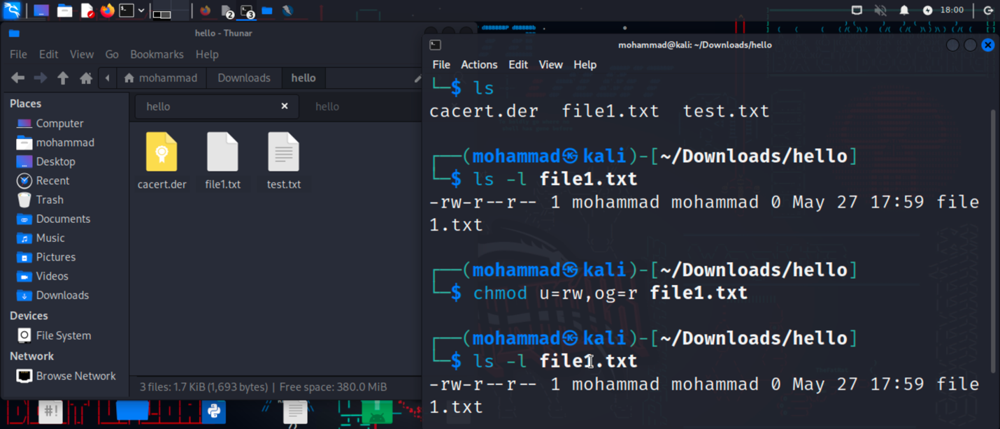 2
3
18:00
hello - Thunar
File Edit View Go Bookmarks Help
mohammad Downloads hello
Places
Computer
mohammad
Desktop
Recent
Trash
Documents
Music
Pictures
Videos
Downloads
Devices
File System
Network
Browse Network
hello
hello
cacert.der file1.txt test.txt
3 files: 1.7 KiB (1,693 bytes) | Free space: 380.0 MiB
mohammad@kali: ~/Downloads/hello
File Actions Edit View Help
└─$ ls
cacert.der file1.txt test.txt
┌──(mohammad㉿kali)-[~/Downloads/hello]
└─$ ls -l file1.txt
-rw-r--r-- 1 mohammad mohammad 0 May 27 17:59 file
1.txt
┌──(mohammad㉿kali)-[~/Downloads/hello]
└─$ chmod u=rw,og=r file1.txt
┌──(mohammad㉿kali)-[~/Downloads/hello]
└─$ ls -l file1.txt
-rw-r--r-- 1 mohammad mohammad 0 May 27 17:59 file
1.txt
#!